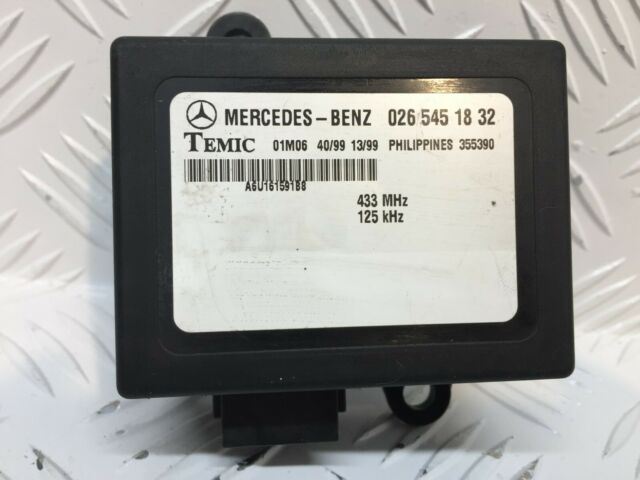 MERCEDES-BENZ 026 545 18 32
TEMIC 01M06 40/99 13/99 PHILIPPINES 355390
A6U16159188
433 MHz
125 kHz